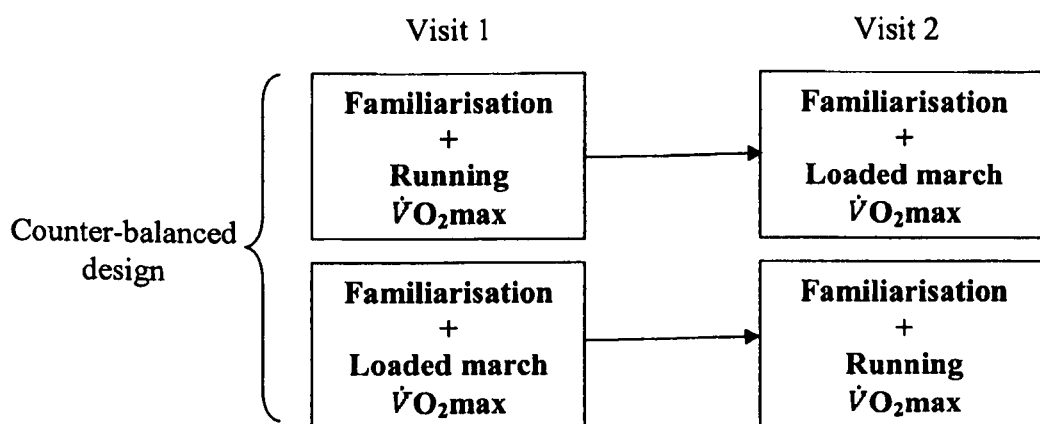 Visit 1
Visit 2
Counter-balanced
design
Familiarisation
+
Running
V̇O₂max
Familiarisation
+
Loaded march
V̇O₂max
Familiarisation
+
Loaded march
V̇O₂max
Familiarisation
+
Running
V̇O₂max